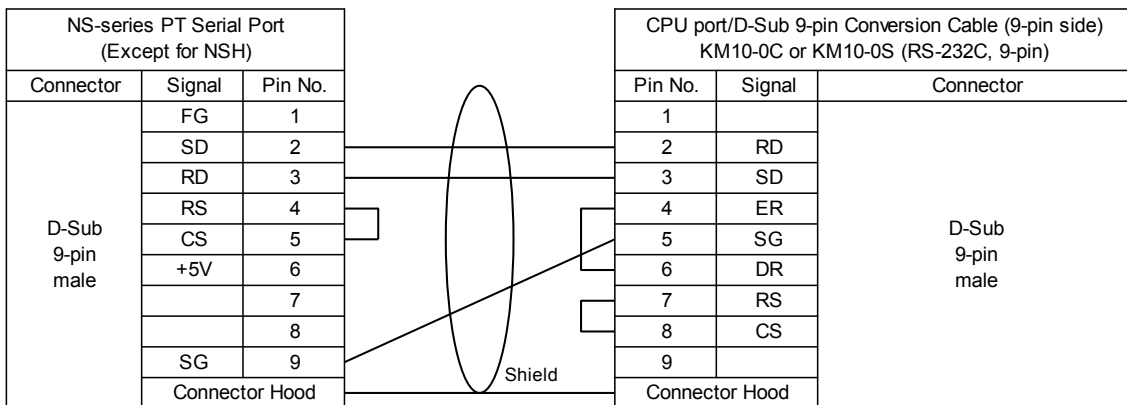 NS-series PT Serial Port
(Except for NSH)
Connector Signal Pin No.
D-Sub
9-pin
male
FG 1
SD 2
RD 3
RS 4
CS 5
+5V 6
7
8
SG 9
Connector Hood
Shield
CPU port/D-Sub 9-pin Conversion Cable (9-pin side)
KM10-0C or KM10-0S (RS-232C, 9-pin)
Pin No. Signal Connector
1
2 RD
3 SD
4 ER
5 SG
6 DR
7 RS
8 CS
9
Connector Hood
D-Sub
9-pin
male